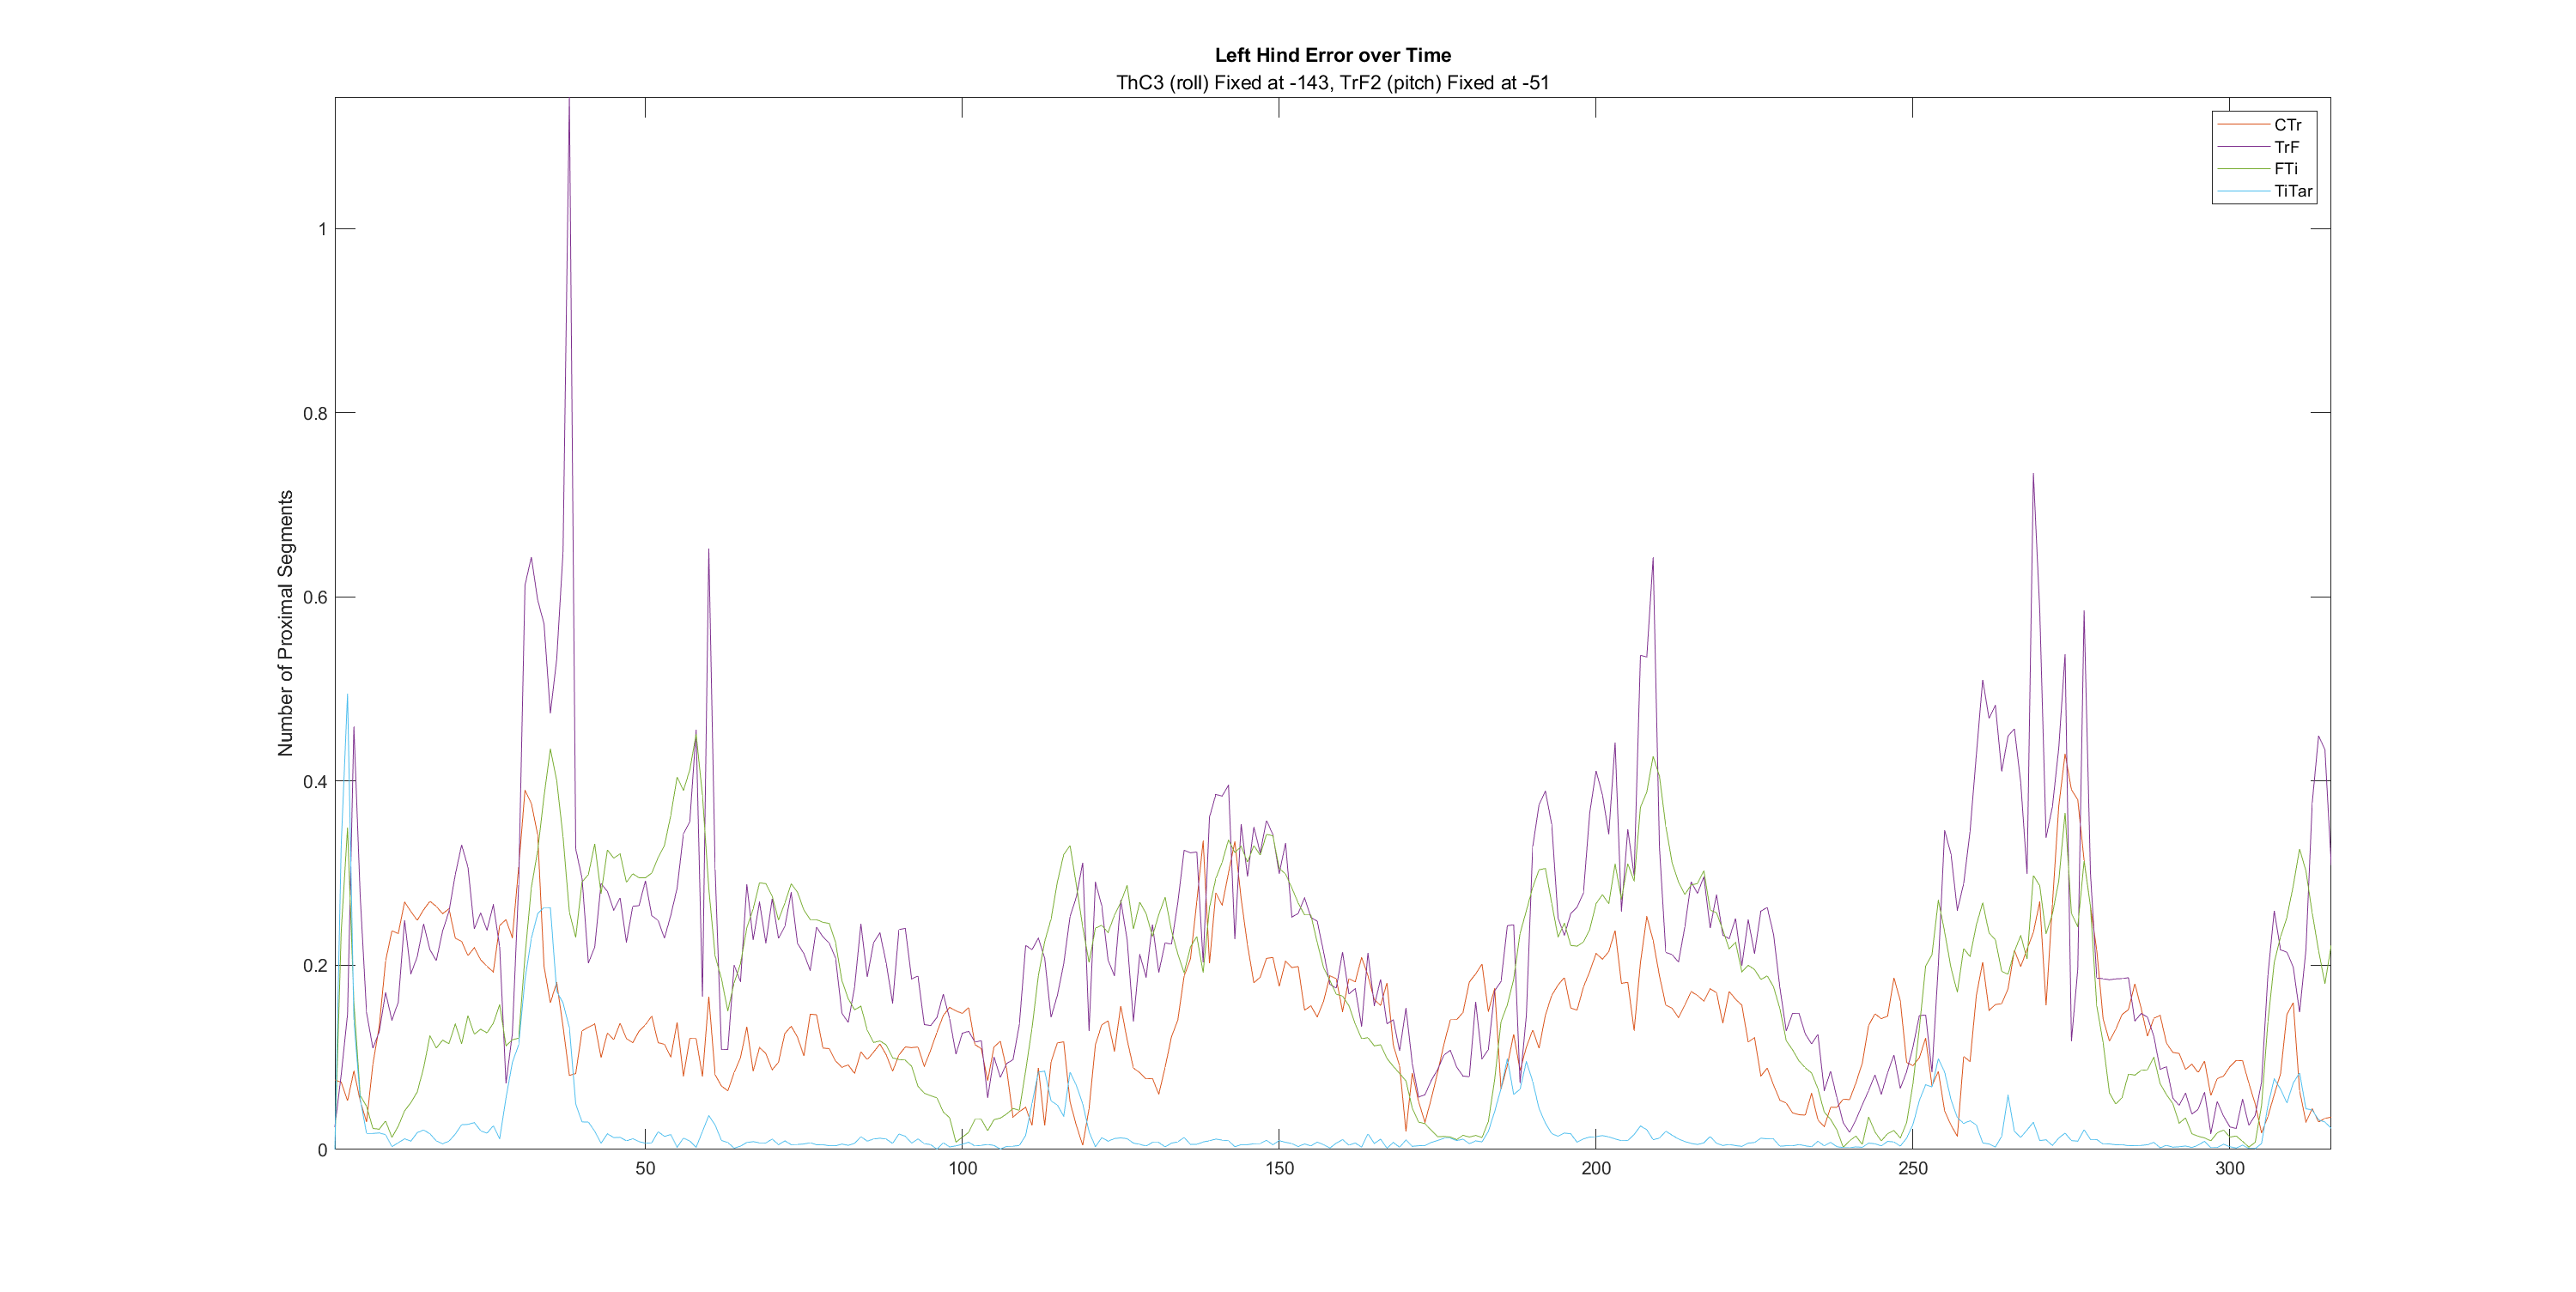 Left Hind Error over Time
ThC3 (roll) Fixed at -143, TrF2 (pitch) Fixed at -51
CTr
TrF
FTi
TiTar
Number of Proximal Segments
1
0.8
0.6
0.4
0.2
0
50
100
150
200
250
300